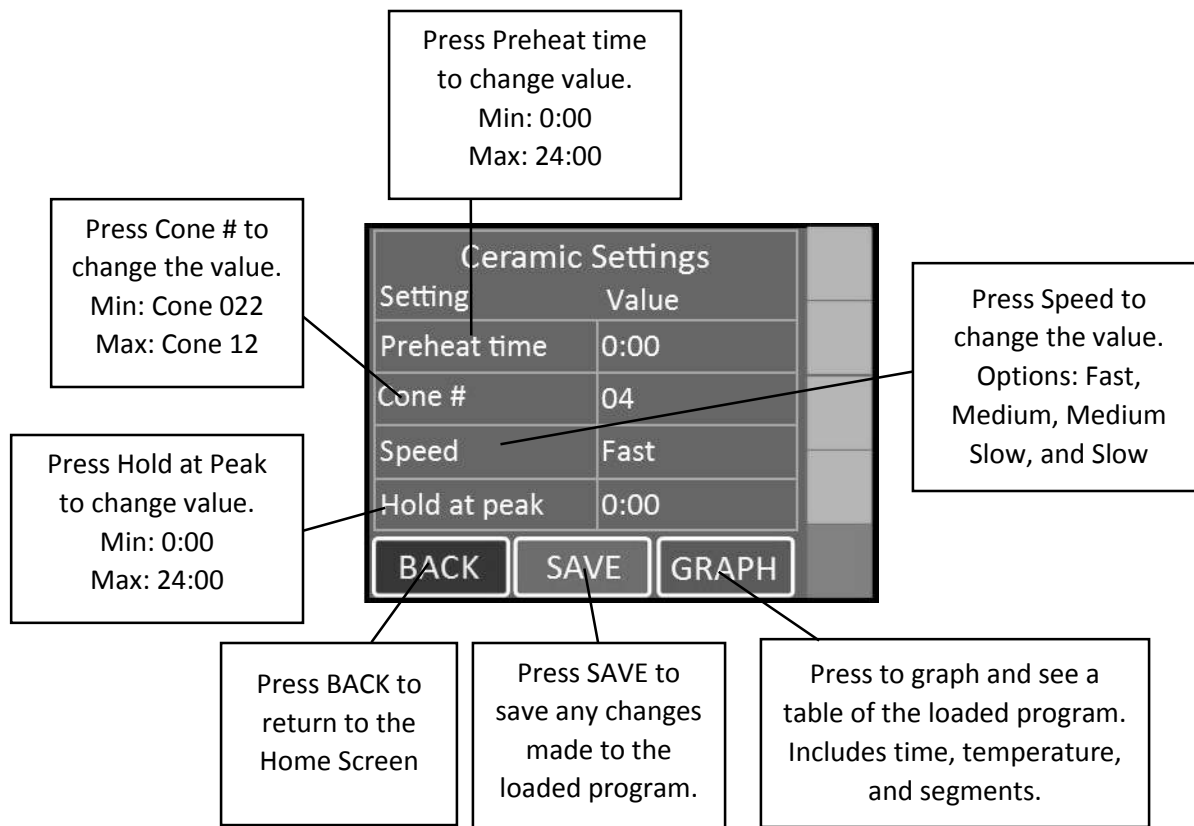 Press Preheat time
to change value.
Min: 0:00
Max: 24:00
Press Cone # to
change the value.
Min: Cone 022
Max: Cone 12
Press Hold at Peak
to change value.
Min: 0:00
Max: 24:00
Ceramic Settings
Setting Value
Preheat time 0:00
Cone # 04
Speed Fast
Hold at peak 0:00
BACK SAVE GRAPH
Press Speed to
change the value.
Options: Fast,
Medium, Medium
Slow, and Slow
Press BACK to
return to the
Home Screen
Press SAVE to
save any changes
made to the
loaded program.
Press to graph and see a
table of the loaded program.
Includes time, temperature,
and segments.